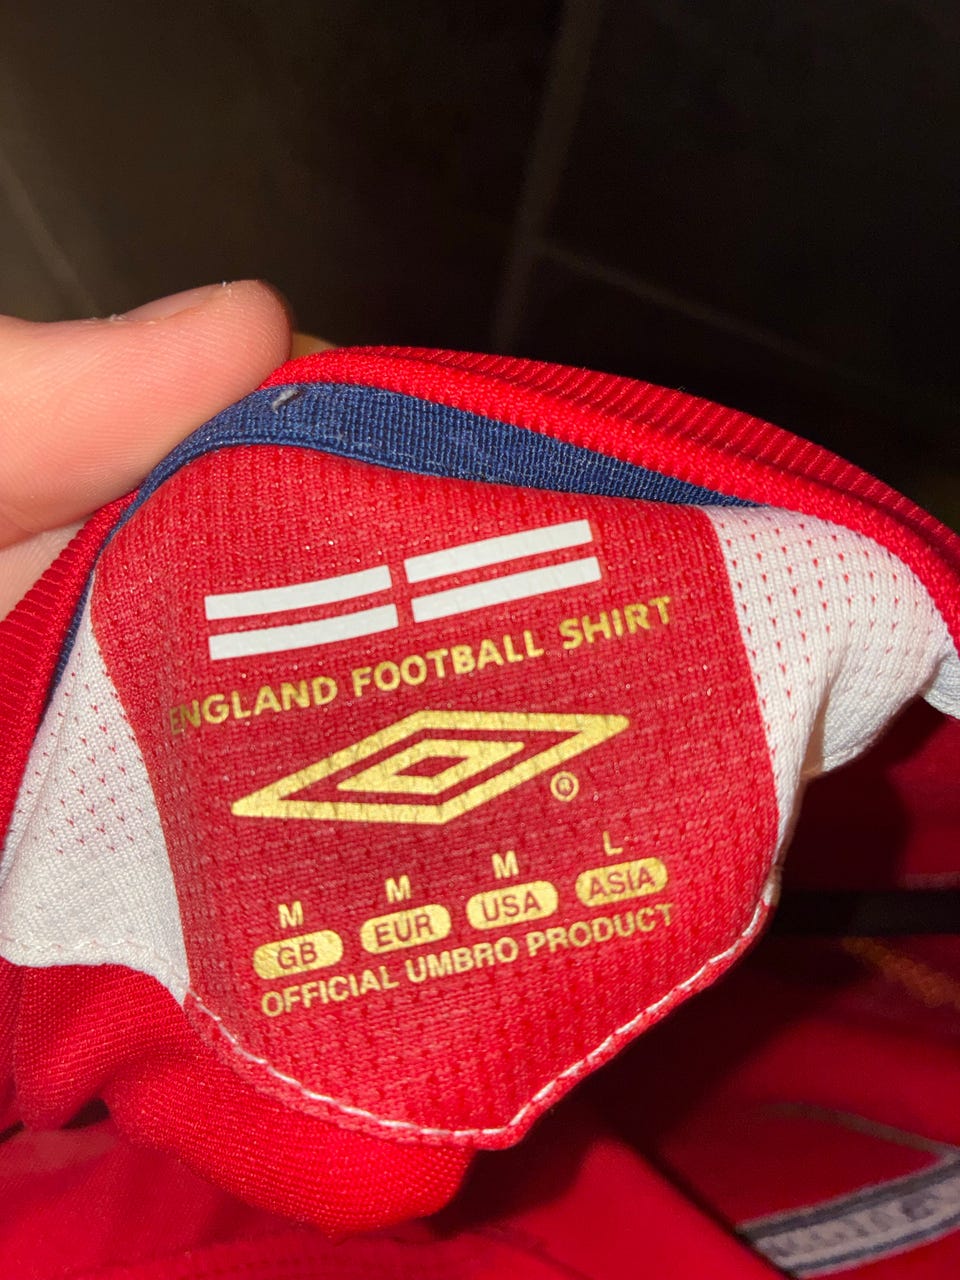 ENGLAND FOOTBALL SHIRT
®
M M M L
GB EUR USA ASIA
OFFICIAL UMBRO PRODUCT